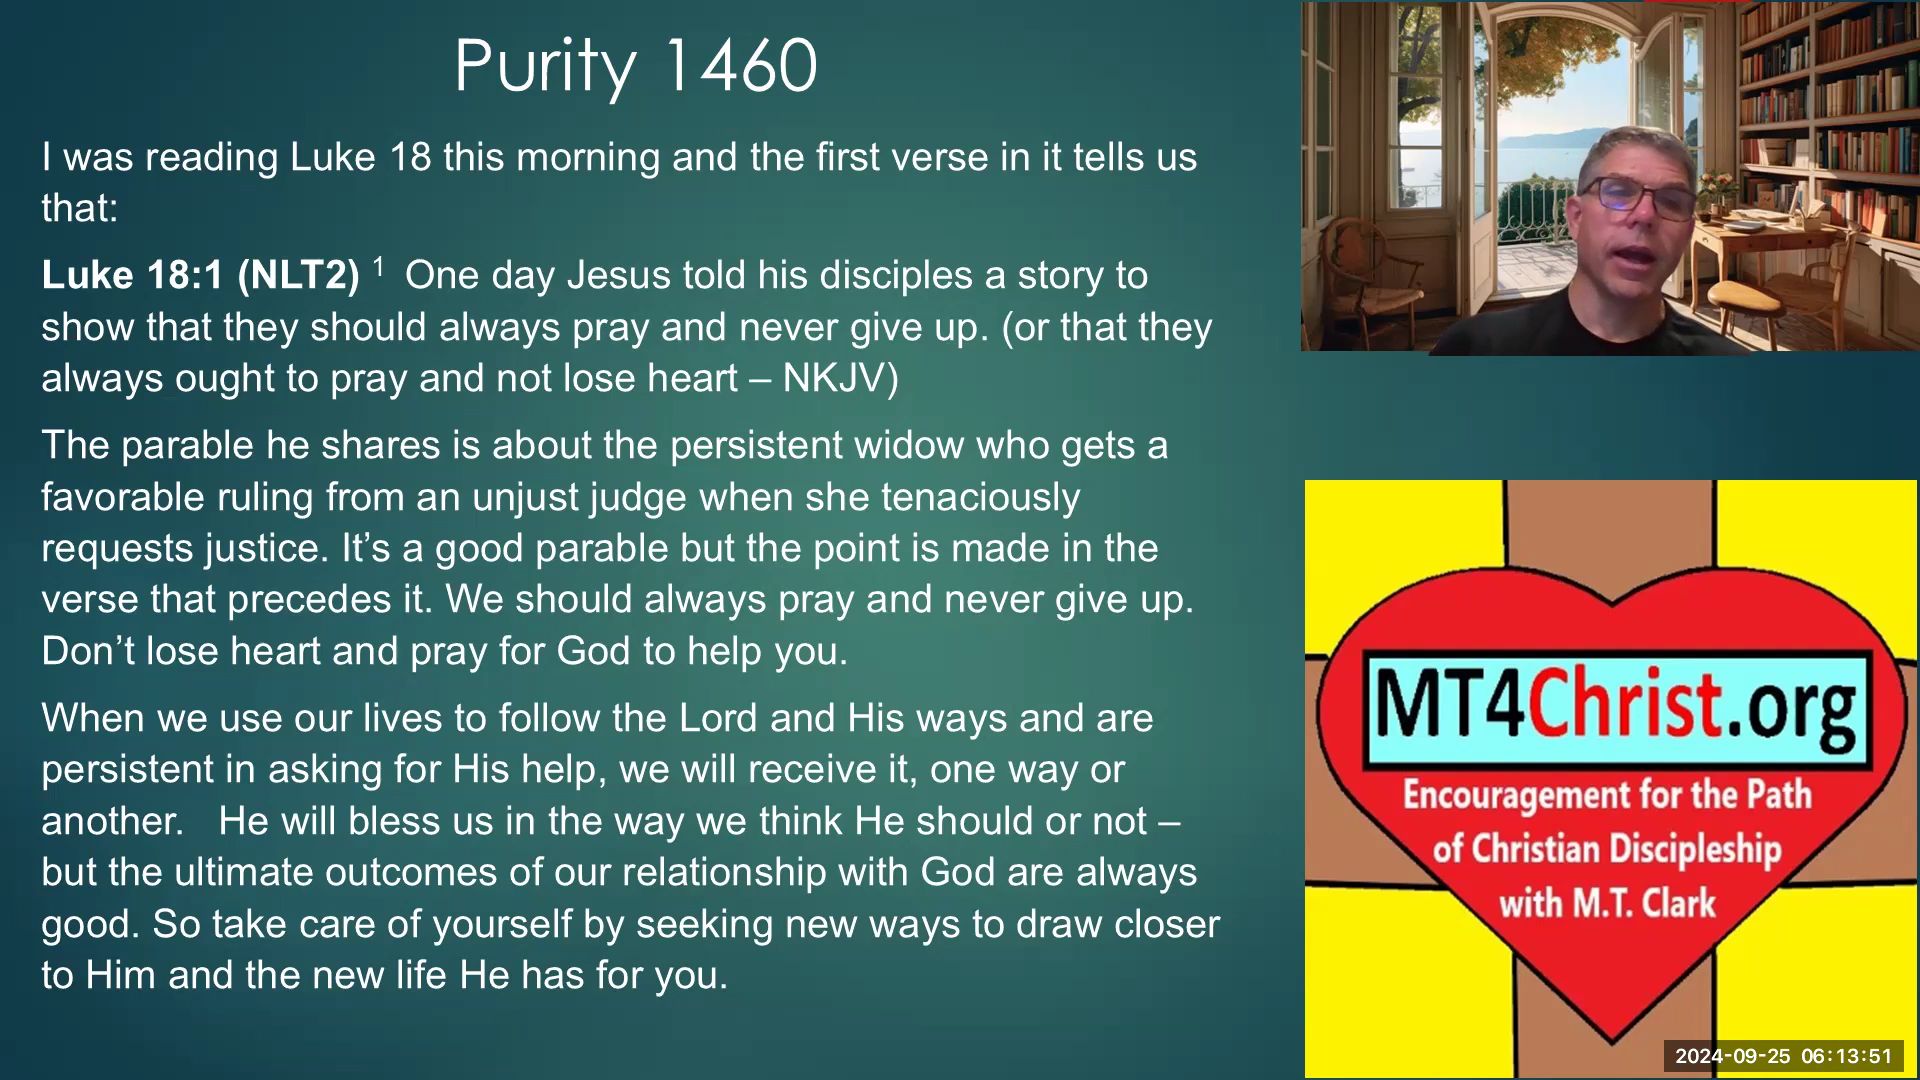 Purity 1460
I was reading Luke 18 this morning and the first verse in it tells us
that:
Luke 18:1 (NLT2) ¹ One day Jesus told his disciples a story to
show that they should always pray and never give up. (or that they
always ought to pray and not lose heart – NKJV)
The parable he shares is about the persistent widow who gets a
favorable ruling from an unjust judge when she tenaciously
requests justice. It’s a good parable but the point is made in the
verse that precedes it. We should always pray and never give up.
Don’t lose heart and pray for God to help you.
When we use our lives to follow the Lord and His ways and are
persistent in asking for His help, we will receive it, one way or
another. He will bless us in the way we think He should or not –
but the ultimate outcomes of our relationship with God are always
good. So take care of yourself by seeking new ways to draw closer
to Him and the new life He has for you.
MT4Christ.org
Encouragement for the Path
of Christian Discipleship
with M.T. Clark
2024-09-25 06:13:51